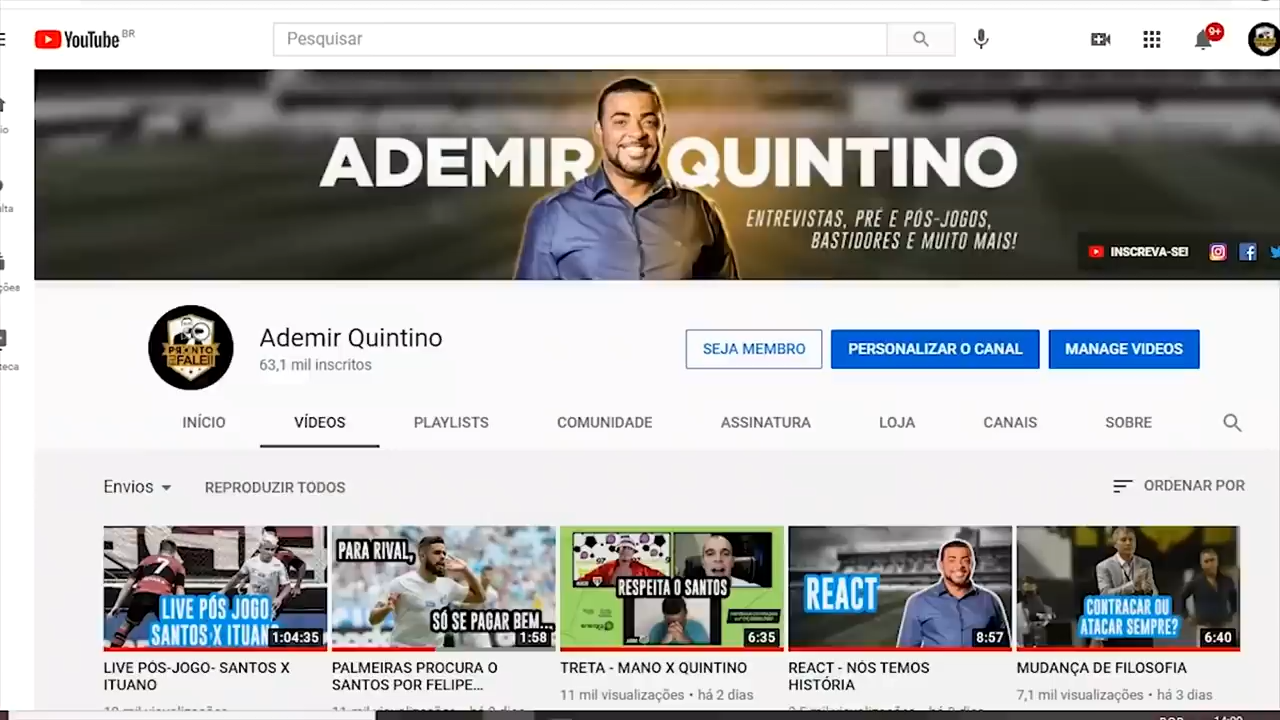 YouTube BR
Pesquisar
9+
ADEMIR QUINTINO
ENTREVISTAS, PRÉ E PÓS-JOGOS,
BASTIDORES E MUITO MAIS!
INSCREVA-SE!
PRONTO
FALEI!
Ademir Quintino
63,1 mil inscritos
SEJA MEMBRO
PERSONALIZAR O CANAL
MANAGE VIDEOS
INÍCIO
VÍDEOS
PLAYLISTS
COMUNIDADE
ASSINATURA
LOJA
CANAIS
SOBRE
Envios
REPRODUZIR TODOS
ORDENAR POR
LIVE PÓS JOGO
SANTOS X ITUANO
1:04:35
PARA RIVAL,
SÓ SE PAGAR BEM...
1:58
RESPEITA O SANTOS
6:35
REACT
8:57
CONTRACAR OU
ATACAR SEMPRE?
6:40
LIVE PÓS-JOGO- SANTOS X
ITUANO
PALMEIRAS PROCURA O
SANTOS POR FELIPE...
TRETA - MANO X QUINTINO
11 mil visualizações • há 2 dias
REACT - NÓS TEMOS
HISTÓRIA
MUDANÇA DE FILOSOFIA
7,1 mil visualizações • há 3 dias